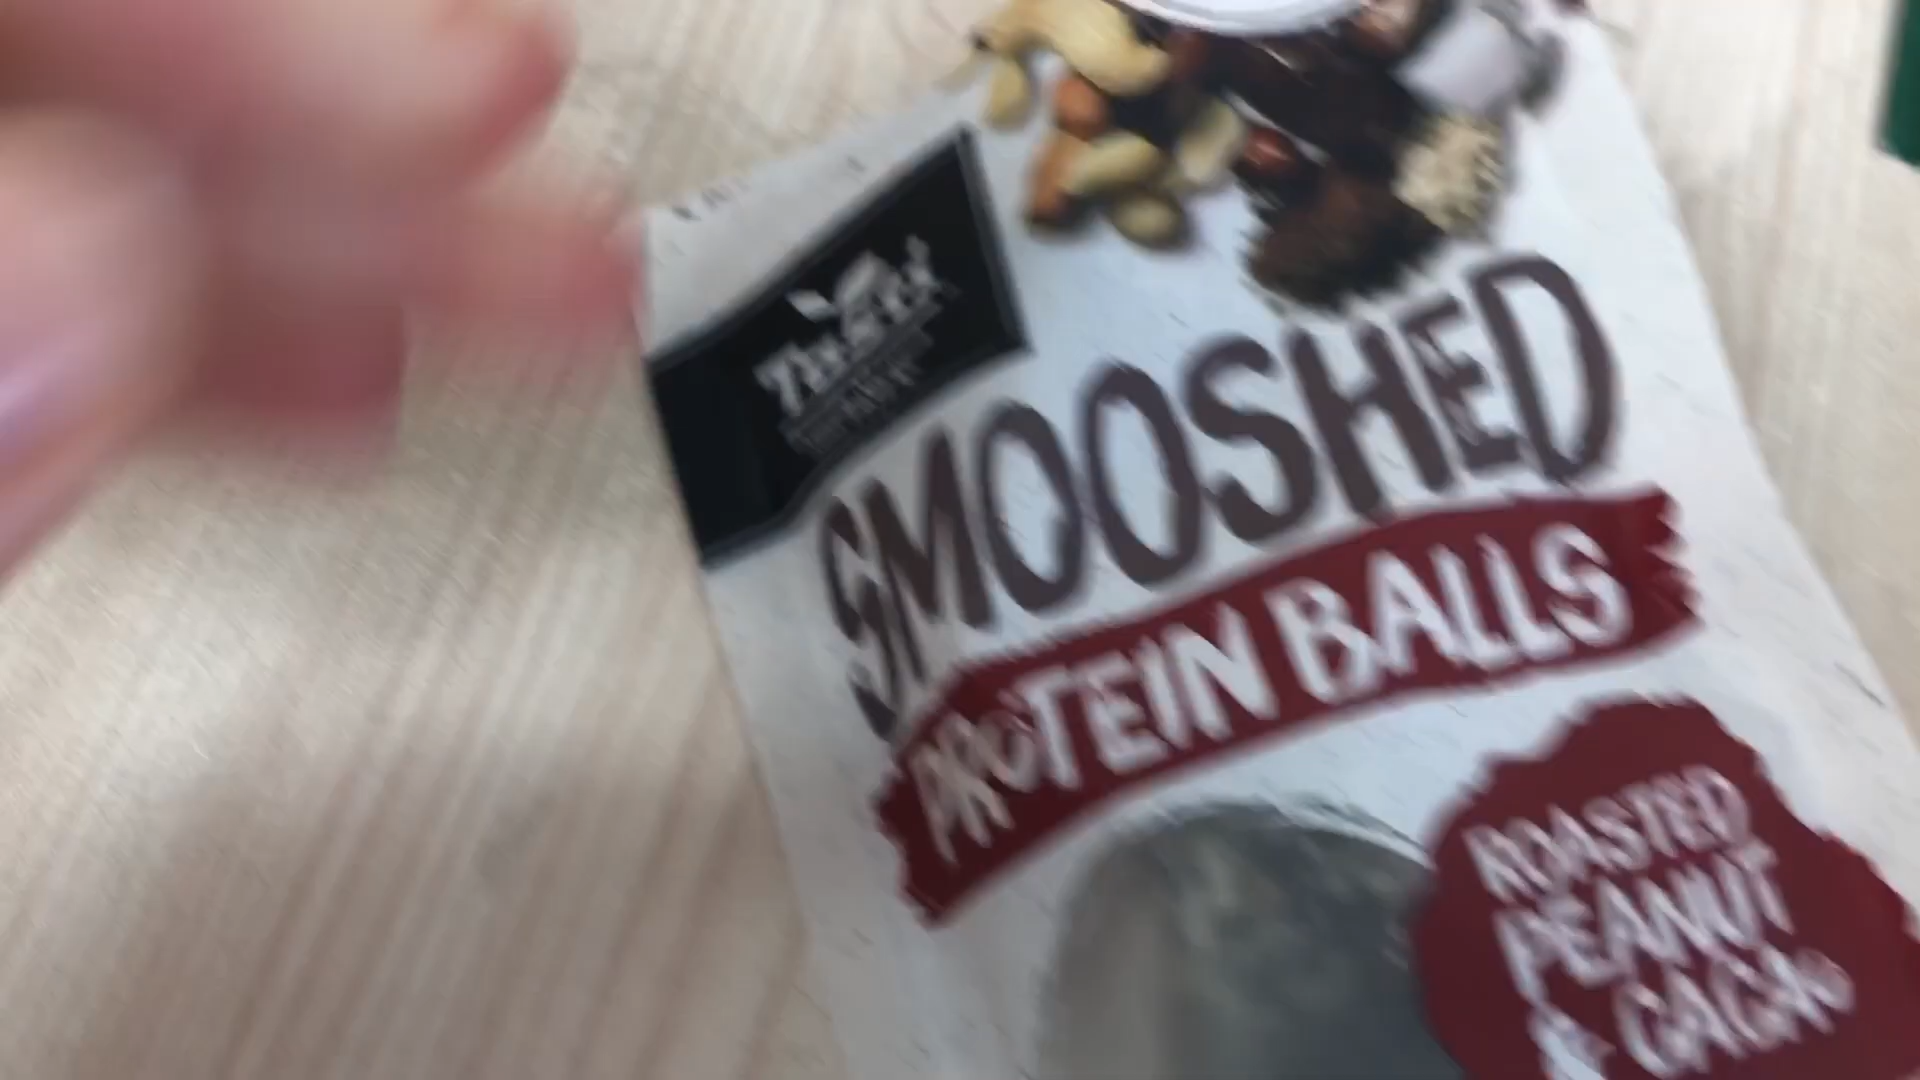 SMOOSHED
PROTEIN BALLS
ROASTED
PEANUT
& CACAO